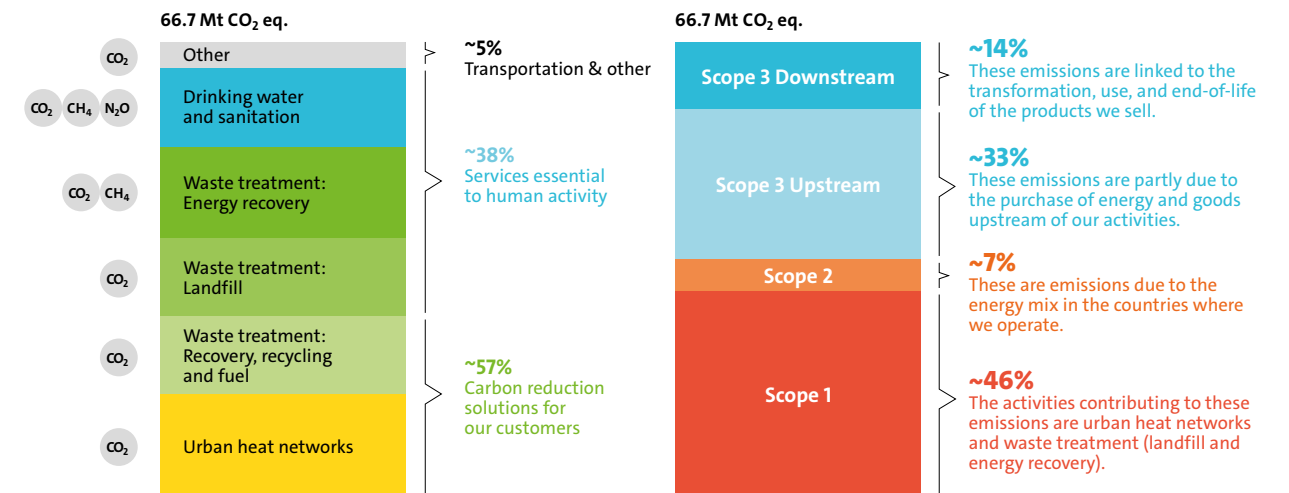 66.7 Mt CO₂ eq.
CO₂
Other
~5%
Transportation & other
CO₂ CH₄ N₂O
Drinking water
and sanitation
~38%
Services essential
to human activity
CO₂ CH₄
Waste treatment:
Energy recovery
CO₂
Waste treatment:
Landfill
CO₂
Waste treatment:
Recovery, recycling
and fuel
~57%
Carbon reduction
solutions for
our customers
CO₂
Urban heat networks
66.7 Mt CO₂ eq.
Scope 3 Downstream
~14%
These emissions are linked to the
transformation, use, and end-of-life
of the products we sell.
Scope 3 Upstream
~33%
These emissions are partly due to
the purchase of energy and goods
upstream of our activities.
Scope 2
~7%
These are emissions due to the
energy mix in the countries where
we operate.
Scope 1
~46%
The activities contributing to these
emissions are urban heat networks
and waste treatment (landfill and
energy recovery).